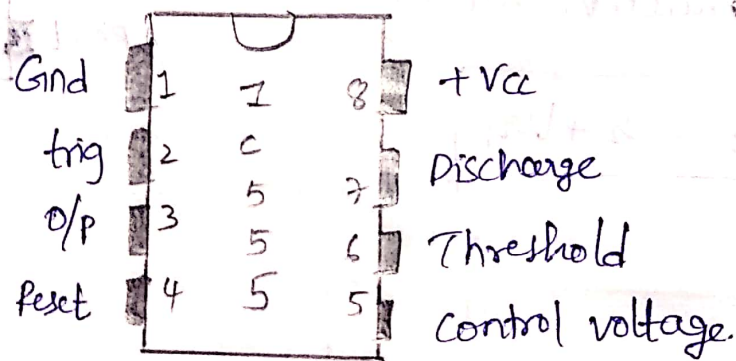 Gnd 1 I 8 +Vcc
trig 2 C
5 7 Discharge
O/P 3
5 6 Threshold
Reset 4 5 5 Control voltage.